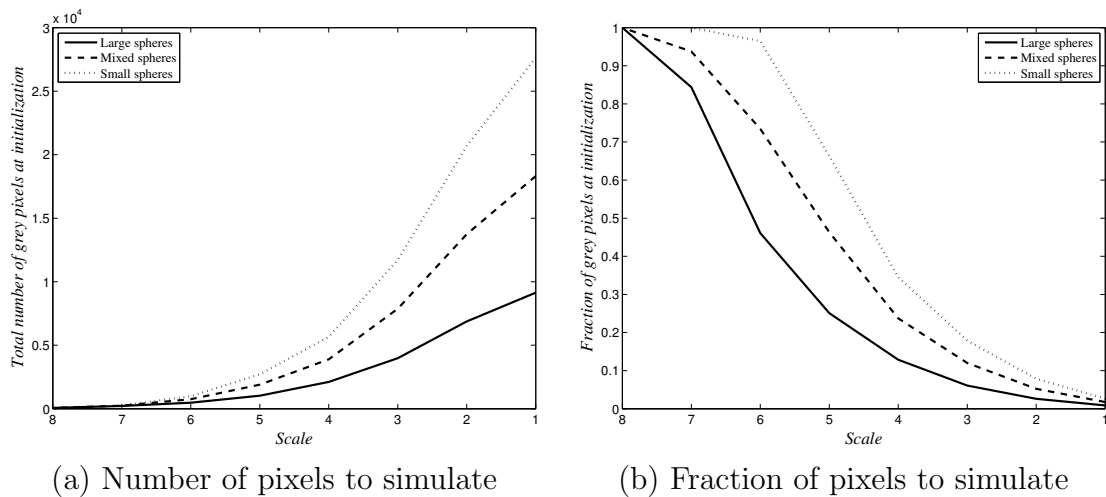 x 10⁴
3
2.5
2
1.5
1
0.5
0
Total number of grey pixels at initialization
Large spheres
Mixed spheres
Small spheres
8 7 6 5 4 3 2 1
Scale
(a) Number of pixels to simulate
1
0.9
0.8
0.7
0.6
0.5
0.4
0.3
0.2
0.1
0
Fraction of grey pixels at initialization
Large spheres
Mixed spheres
Small spheres
8 7 6 5 4 3 2 1
Scale
(b) Fraction of pixels to simulate